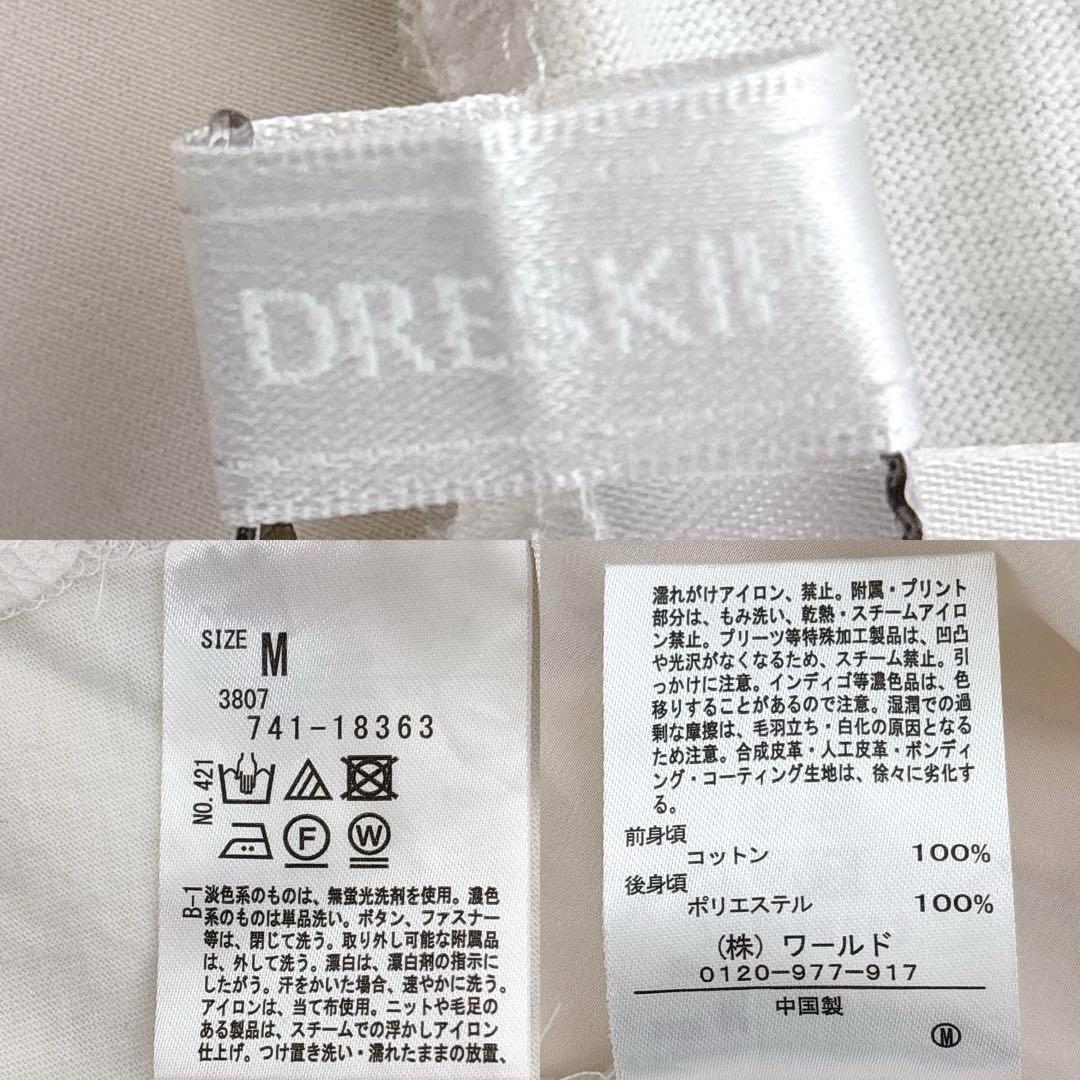 DRESKIP
SIZE M
3807
741-18363
NO.421
F
W
B-1
淡色系のものは、無蛍光洗剤を使用。濃色
系のものは単品洗い。ボタン、ファスナー
等は、閉じて洗う。取り外し可能な附属品
は、外して洗う。漂白は、漂白剤の指示に
したがう。汗をかいた場合、速やかに洗う。
アイロンは、当て布使用。ニットや毛足の
ある製品は、スチームでの浮かしアイロン
仕上げ。つけ置き洗い・濡れたままの放置、
濡れがけアイロン、禁止。附属・プリント
部分は、もみ洗い、乾熱・スチームアイロ
ン禁止。プリーツ等特殊加工製品は、凹凸
や光沢がなくなるため、スチーム禁止。引
っかけに注意。インディゴ等濃色品は、色
移りすることがあるので注意。湿潤での過
剰な摩擦は、毛羽立ち・白化の原因となる
ため注意。合成皮革・人工皮革・ボンディ
ング・コーティング生地は、徐々に劣化す
る。
前身頃
コットン 100%
後身頃
ポリエステル 100%
(株) ワールド
0120-977-917
中国製
M